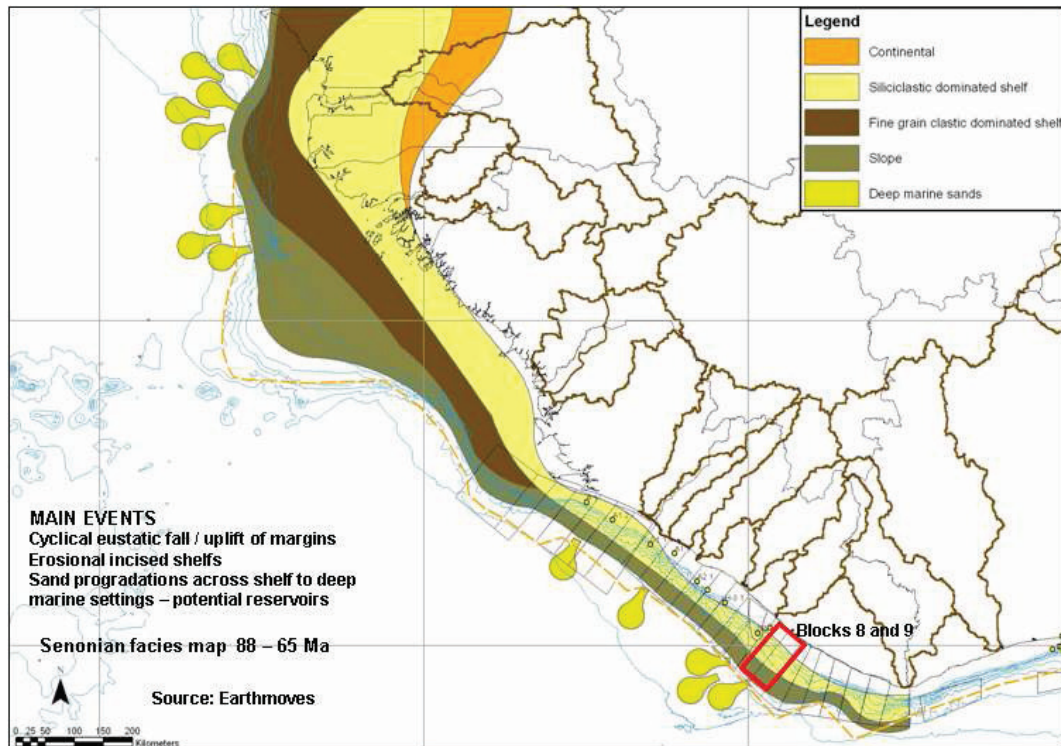 Legend
Continental
Siliciclastic dominated shelf
Fine grain clastic dominated shelf
Slope
Deep marine sands
Blocks 8 and 9
MAIN EVENTS
Cyclical eustatic fall / uplift of margins
Erosional incised shelfs
Sand progradations across shelf to deep
marine settings – potential reservoirs
Senonian facies map 88 – 65 Ma
Source: Earthmoves
N
0 25 50 100 150 200
Kilometers